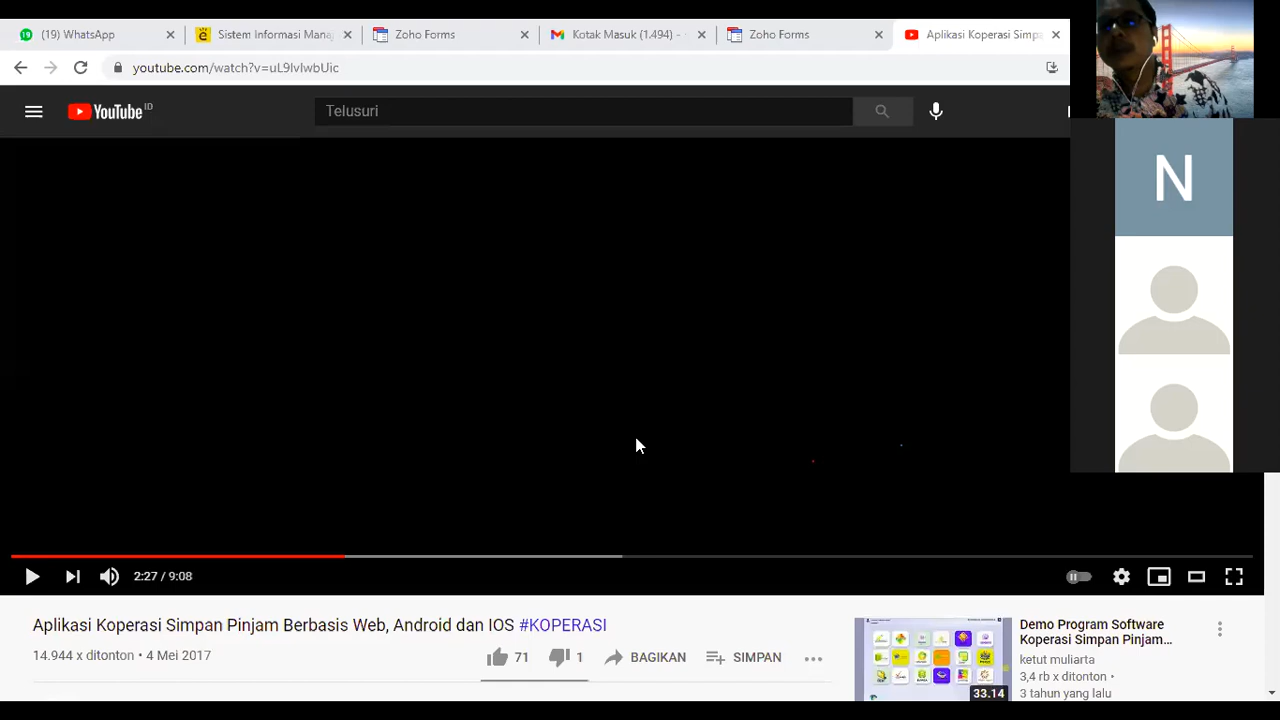 (19) WhatsApp
Sistem Informasi Manaj
Zoho Forms
Kotak Masuk (1.494) -
Zoho Forms
Aplikasi Koperasi Simp
youtube.com/watch?v=uL9IvIwbUic
YouTube ID
Telusuri
N
2:27 / 9:08
Aplikasi Koperasi Simpan Pinjam Berbasis Web, Android dan IOS #KOPERASI
14.944 x ditonton • 4 Mei 2017
71
1
BAGIKAN
SIMPAN
Demo Program Software
Koperasi Simpan Pinjam...
ketut muliarta
3,4 rb x ditonton •
3 tahun yang lalu
33.14